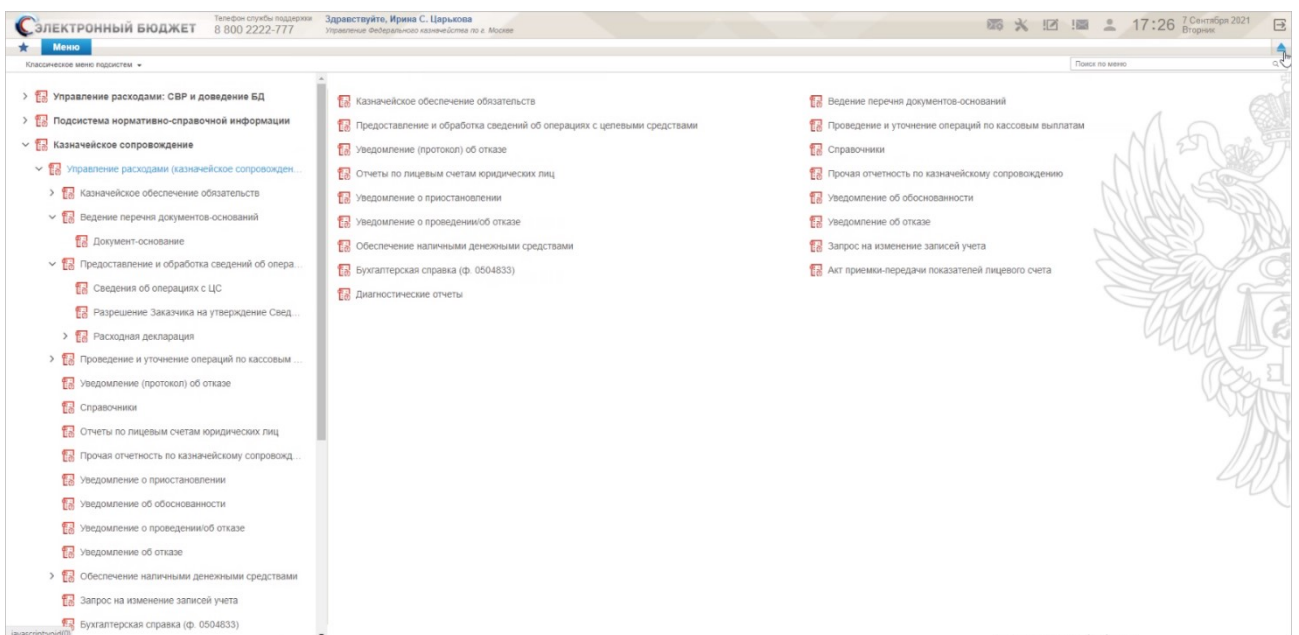 ЭЛЕКТРОННЫЙ БЮДЖЕТ
Телефон службы поддержки
8 800 2222-777
Здравствуйте, Ирина С. Царькова
Управление Федерального казначейства по г. Москве
17:26
7 Сентября 2021
Вторник
Меню
Классическое меню подсистем
Поиск по меню
Управление расходами: СВР и доведение БД
Подсистема нормативно-справочной информации
Казначейское сопровождение
Управление расходами (казначейское сопровожден...
Казначейское обеспечение обязательств
Ведение перечня документов-оснований
Документ-основание
Предоставление и обработка сведений об опера...
Сведения об операциях с ЦС
Разрешение Заказчика на утверждение Свед...
Расходная декларация
Проведение и уточнение операций по кассовым ...
Уведомление (протокол) об отказе
Справочники
Отчеты по лицевым счетам юридических лиц
Прочая отчетность по казначейскому сопровожд...
Уведомление о приостановлении
Уведомление об обоснованности
Уведомление о проведении/об отказе
Уведомление об отказе
Обеспечение наличными денежными средствами
Запрос на изменение записей учета
Бухгалтерская справка (ф. 0504833)
javascript:void(0)
Казначейское обеспечение обязательств
Предоставление и обработка сведений об операциях с целевыми средствами
Уведомление (протокол) об отказе
Отчеты по лицевым счетам юридических лиц
Уведомление о приостановлении
Уведомление о проведении/об отказе
Обеспечение наличными денежными средствами
Бухгалтерская справка (ф. 0504833)
Диагностические отчеты
Ведение перечня документов-оснований
Проведение и уточнение операций по кассовым выплатам
Справочники
Прочая отчетность по казначейскому сопровождению
Уведомление об обоснованности
Уведомление об отказе
Запрос на изменение записей учета
Акт приемки-передачи показателей лицевого счета